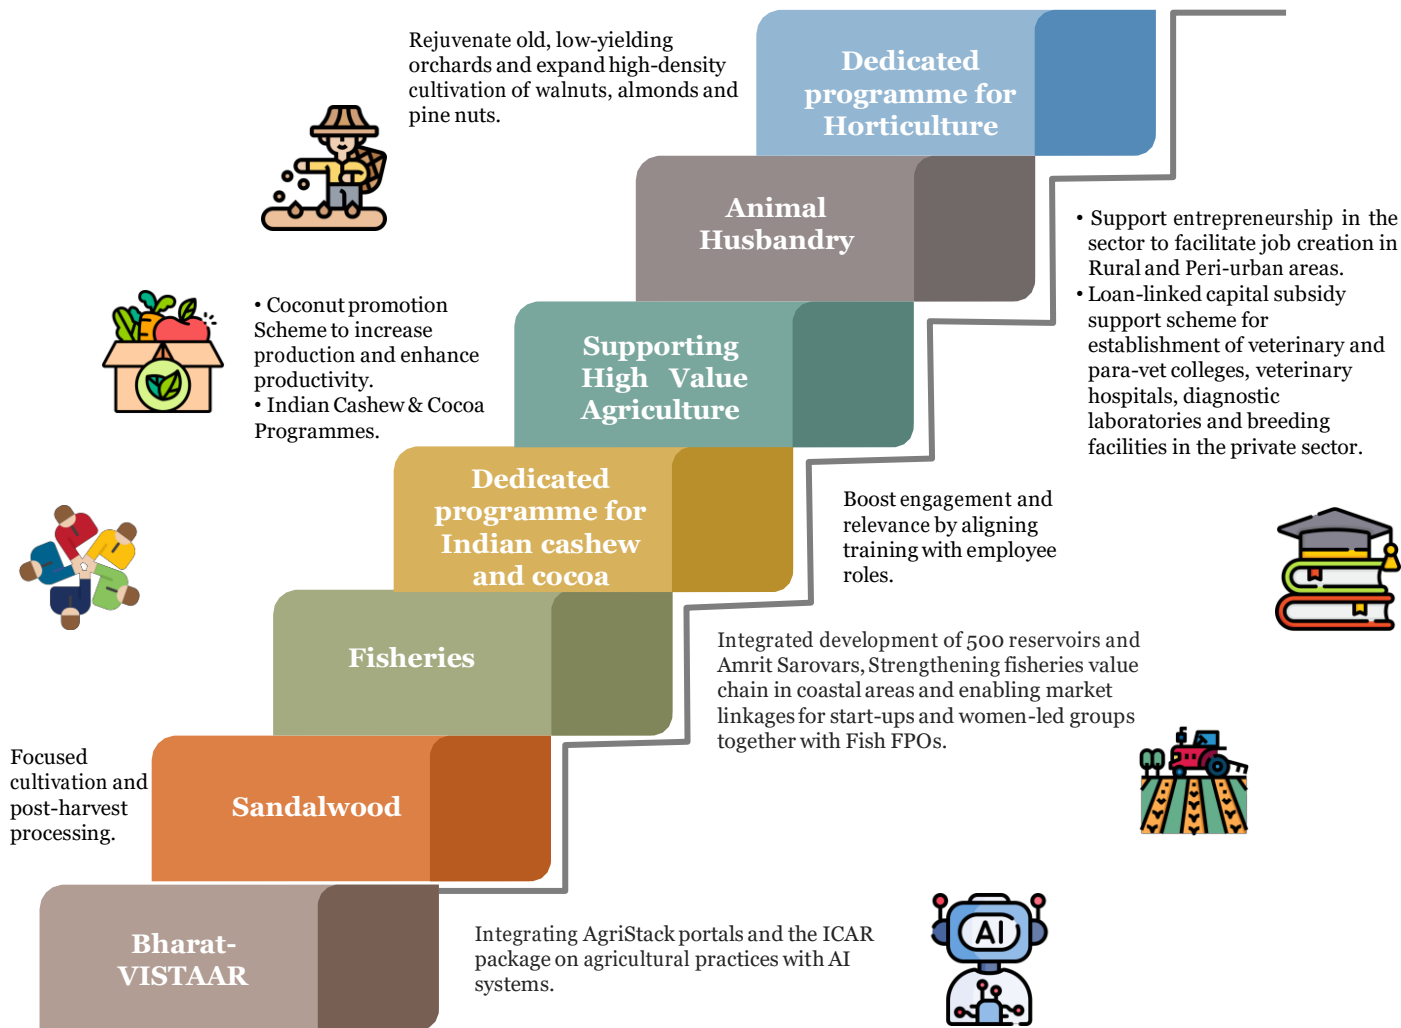 Rejuvenate old, low-yielding
orchards and expand high-density
cultivation of walnuts, almonds and
pine nuts.
Dedicated
programme for
Horticulture
Animal
Husbandry
• Support entrepreneurship in the
sector to facilitate job creation in
Rural and Peri-urban areas.
• Loan-linked capital subsidy
support scheme for
establishment of veterinary and
para-vet colleges, veterinary
hospitals, diagnostic
laboratories and breeding
facilities in the private sector.
• Coconut promotion
Scheme to increase
production and enhance
productivity.
• Indian Cashew & Cocoa
Programmes.
Supporting
High Value
Agriculture
Dedicated
programme for
Indian cashew
and cocoa
Boost engagement and
relevance by aligning
training with employee
roles.
Fisheries
Integrated development of 500 reservoirs and
Amrit Sarovars, Strengthening fisheries value
chain in coastal areas and enabling market
linkages for start-ups and women-led groups
together with Fish FPOs.
Focused
cultivation and
post-harvest
processing.
Sandalwood
Bharat-
VISTAAR
Integrating AgriStack portals and the ICAR
package on agricultural practices with AI
systems.
AI